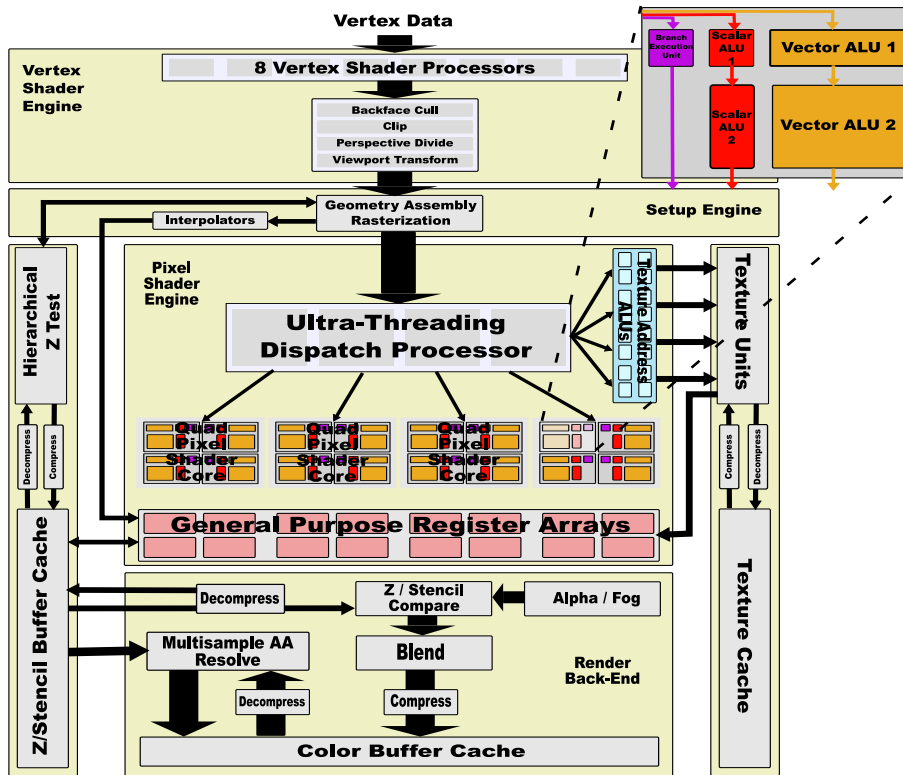 Vertex Data
Vertex
Shader
Engine
8 Vertex Shader Processors
Backface Cull
Clip
Perspective Divide
Viewport Transform
Branch
Execution
Unit
Scalar
ALU
1
Vector ALU 1
Scalar
ALU
2
Vector ALU 2
Interpolators
Geometry Assembly
Rasterization
Setup Engine
Hierarchical
Z Test
Pixel
Shader
Engine
Ultra-Threading
Dispatch Processor
Texture Address
ALUs
Texture
Units
Quad
Pixel
Shader
Core
Quad
Pixel
Shader
Core
Quad
Pixel
Shader
Core
Decompress
Compress
Compress
Decompress
General Purpose Register Arrays
Z/Stencil Buffer Cache
Texture Cache
Decompress
Z / Stencil
Compare
Alpha / Fog
Multisample AA
Resolve
Blend
Render
Back-End
Decompress
Compress
Color Buffer Cache